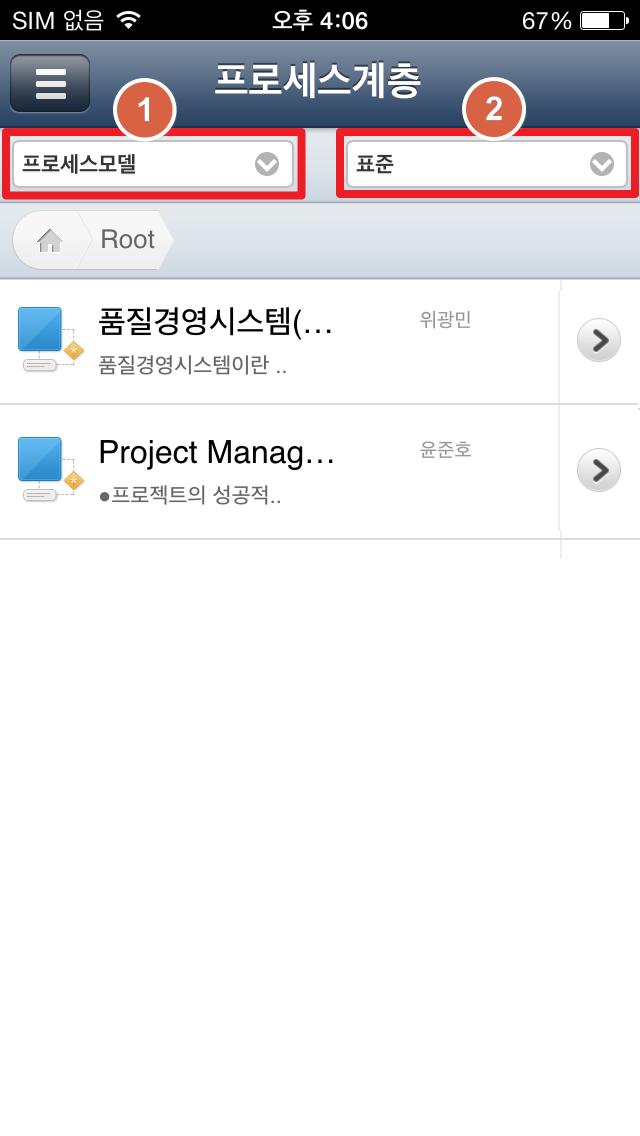 SIM 없음 오후 4:06 67%
프로세스계층
1 2
프로세스모델 표준
Root
품질경영시스템(... 위광민
품질경영시스템이란 ..
Project Manag... 윤준호
●프로젝트의 성공적..